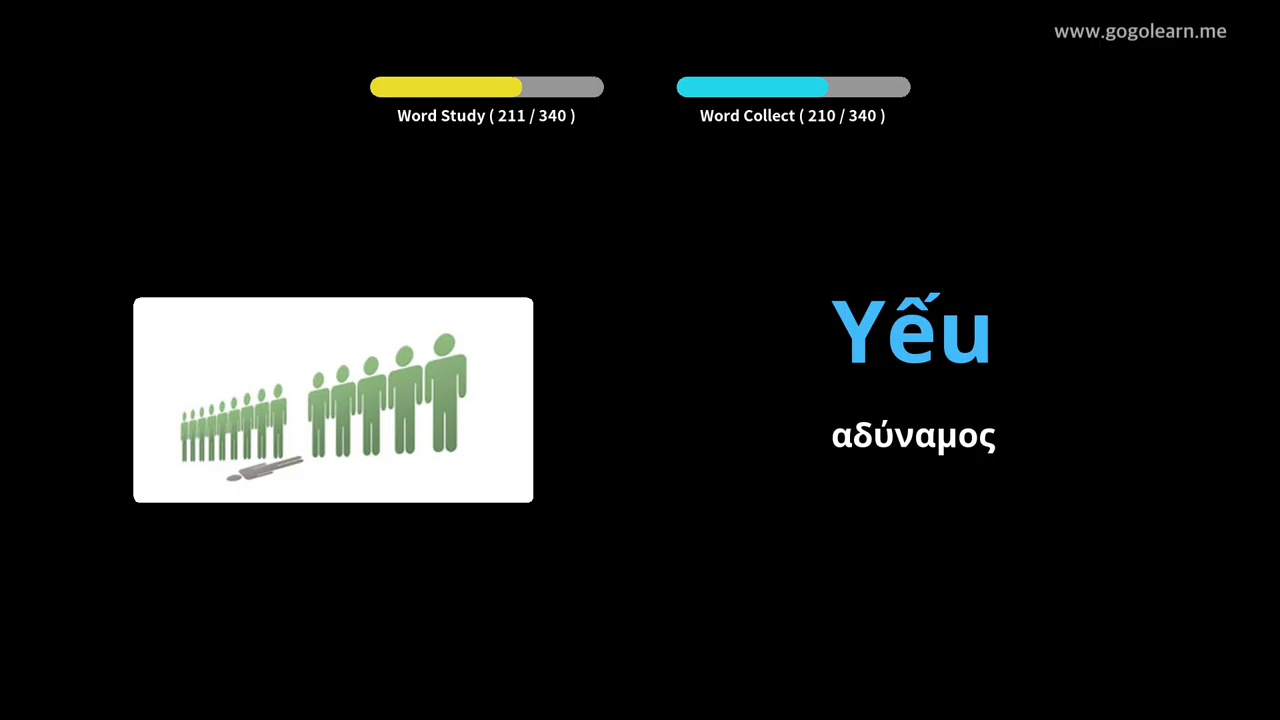 www.gogolearn.me
Word Study ( 211 / 340 )
Word Collect ( 210 / 340 )
Yếu
αδύναμος